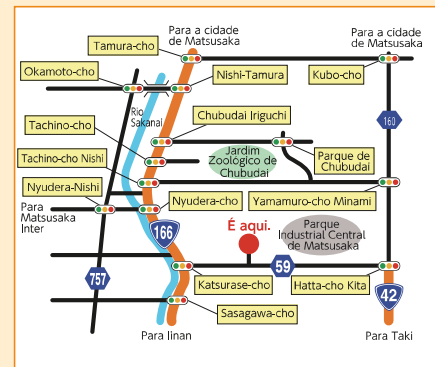 Para a cidade
de Matsusaka
Para a cidade
de Matsusaka
Tamura-cho
Okamoto-cho
Nishi-Tamura
Kubo-cho
Rio
Sakanai
Chubudai Iriguchi
160
Tachino-cho
Jardim
Zoológico de
Chubudai
Parque de
Chubudai
Tachino-cho Nishi
Nyudera-Nishi
Nyudera-cho
Yamamuro-cho Minami
Para
Matsusaka
Inter
166
É aqui.
Parque
Industrial Central
de Matsusaka
757
59
Katsurase-cho
Hatta-cho Kita
42
Sasagawa-cho
Para Iinan
Para Taki